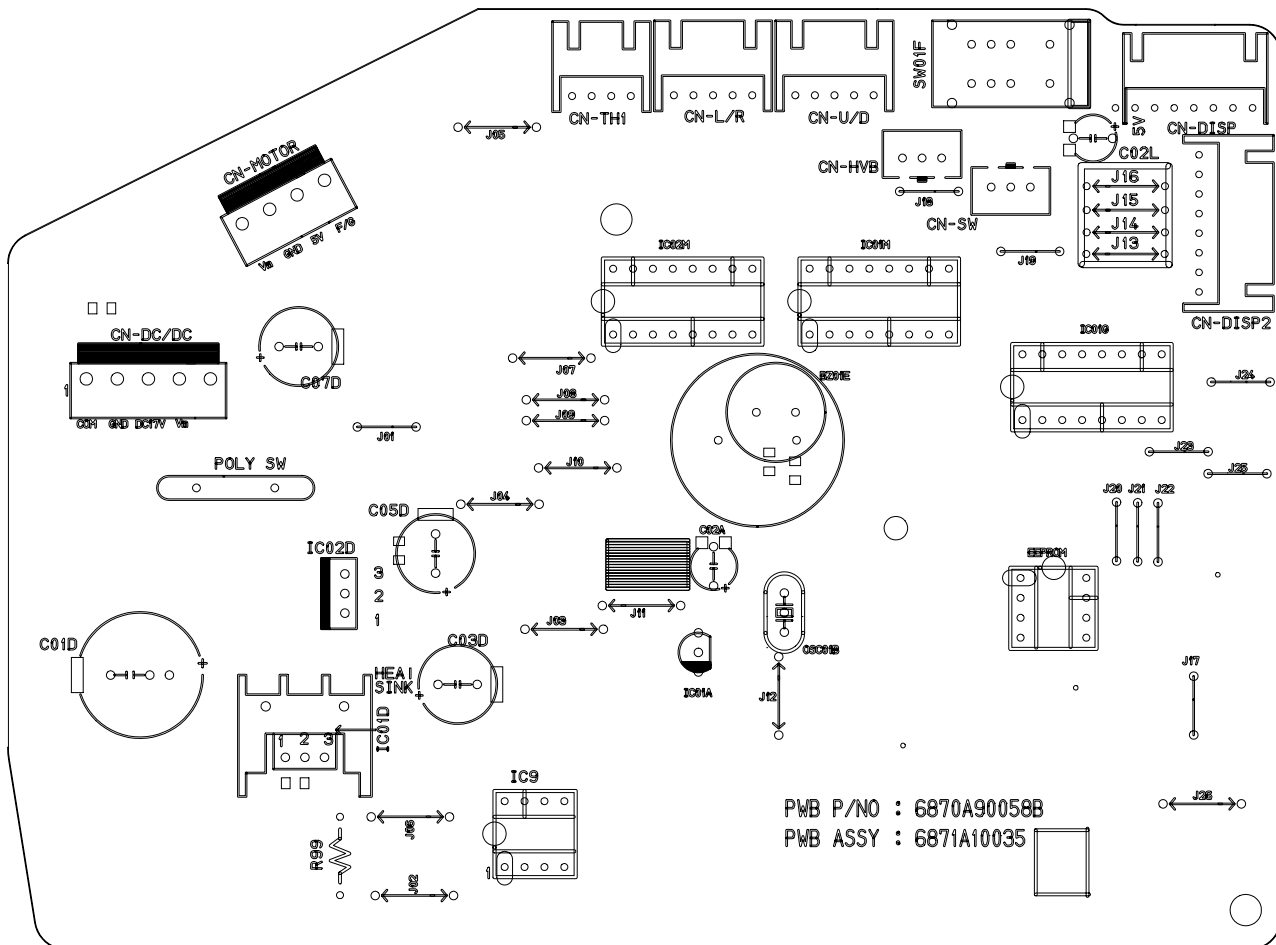 SW01F
CN-TH1
CN-L/R
CN-U/D
5V
CN-DISP
J05
C02L
CN-MOTOR
CN-HVB
J16
J18
J15
CN-SW
J14
J13
Va GND 5V F/G
IC02M
IC01M
J19
CN-DISP2
CN-DC/DC
IC01G
J07
BZ01E
J24
C07D
1
J08
COM GND DC17V Va
J01
J09
J23
POLY SW
J10
J25
J04
J20 J21 J22
C05D
C02A
IC02D
EEPROM
3
2
1
J11
J03
C01D
C03D
OSC01B
HEAT
SINK
J17
IC01A
J12
IC01D
1 2 3
IC9
J26
PWB P/NO : 6870A90058B
J06
PWB ASSY : 6871A10035
R99
1
J02